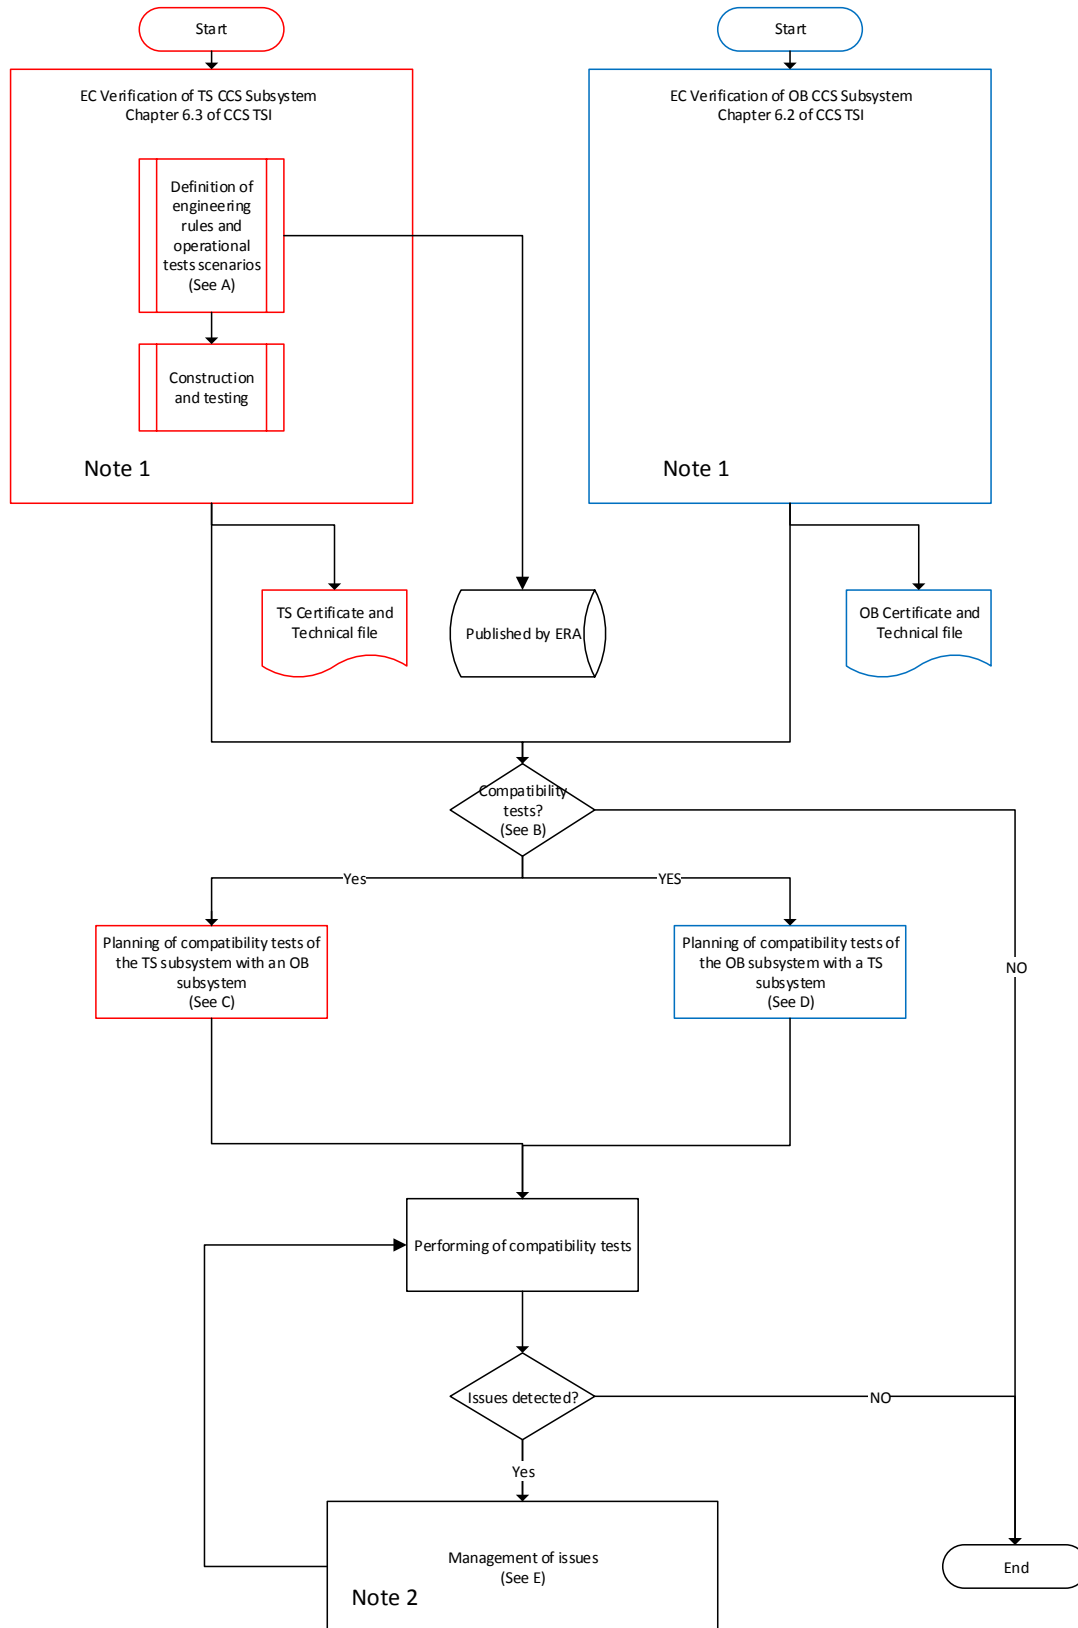 Start
Start
EC Verification of TS CCS Subsystem
Chapter 6.3 of CCS TSI
EC Verification of OB CCS Subsystem
Chapter 6.2 of CCS TSI
Definition of
engineering
rules and
operational
tests scenarios
(See A)
Construction
and testing
Note 1
Note 1
TS Certificate and
Technical file
Published by ERA
OB Certificate and
Technical file
Compatibility
tests?
(See B)
Yes
YES
Planning of compatibility tests of
the TS subsystem with an OB
subsystem
(See C)
Planning of compatibility tests of
the OB subsystem with a TS
subsystem
(See D)
NO
Performing of compatibility tests
Issues detected?
NO
Yes
Management of issues
(See E)
Note 2
End